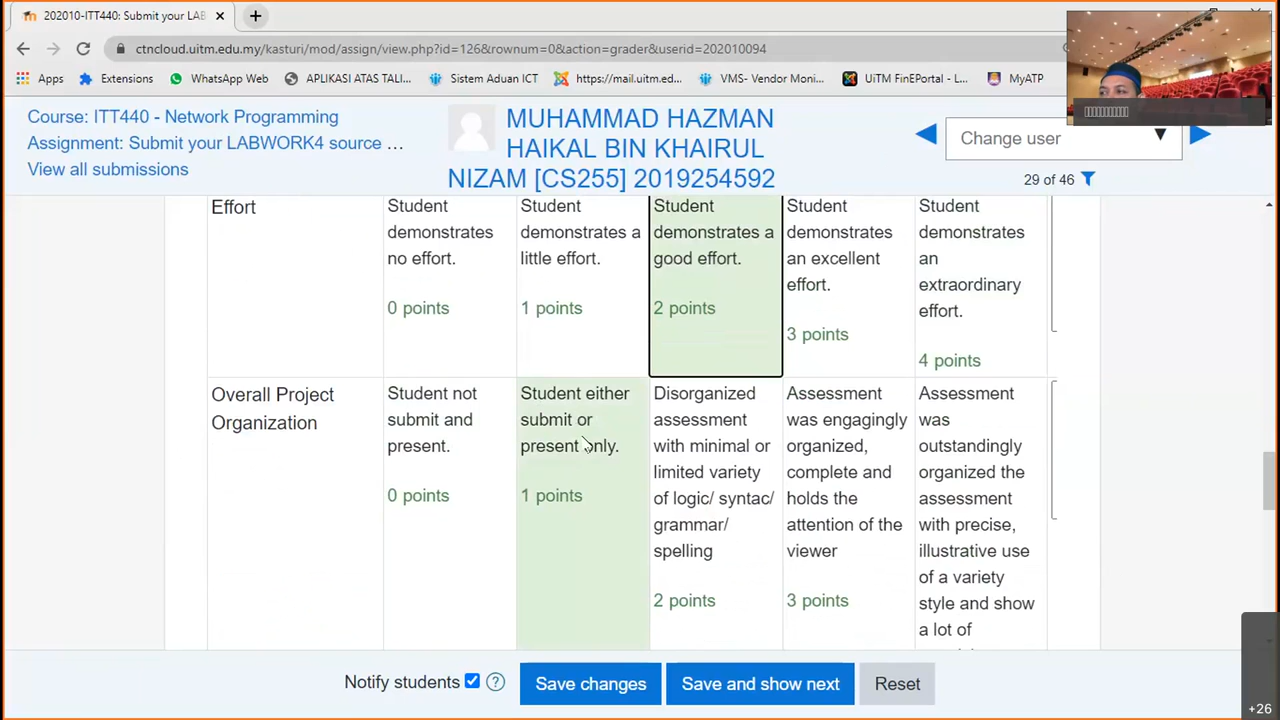 202010-ITT440: Submit your LAB
ctncloud.uitm.edu.my/kasturi/mod/assign/view.php?id=126&rownum=0&action=grader&userid=202010094
Apps
Extensions
WhatsApp Web
APLIKASI ATAS TALI...
Sistem Aduan ICT
https://mail.uitm.ed...
VMS- Vendor Moni...
UiTM FinEPortal – L...
MyATP
Course: ITT440 - Network Programming
Assignment: Submit your LABWORK4 source ...
View all submissions
MUHAMMAD HAZMAN
HAIKAL BIN KHAIRUL
NIZAM [CS255] 2019254592
Change user
29 of 46
Effort
Student
demonstrates
no effort.
0 points
Student
demonstrates a
little effort.
1 points
Student
demonstrates a
good effort.
2 points
Student
demonstrates
an excellent
effort.
3 points
Student
demonstrates
an
extraordinary
effort.
4 points
Overall Project
Organization
Student not
submit and
present.
0 points
Student either
submit or
present only.
1 points
Disorganized
assessment
with minimal or
limited variety
of logic/ syntac/
grammar/
spelling
2 points
Assessment
was engagingly
organized,
complete and
holds the
attention of the
viewer
3 points
Assessment
was
outstandingly
organized the
assessment
with precise,
illustrative use
of a variety
style and show
a lot of
Notify students
Save changes
Save and show next
Reset
+26